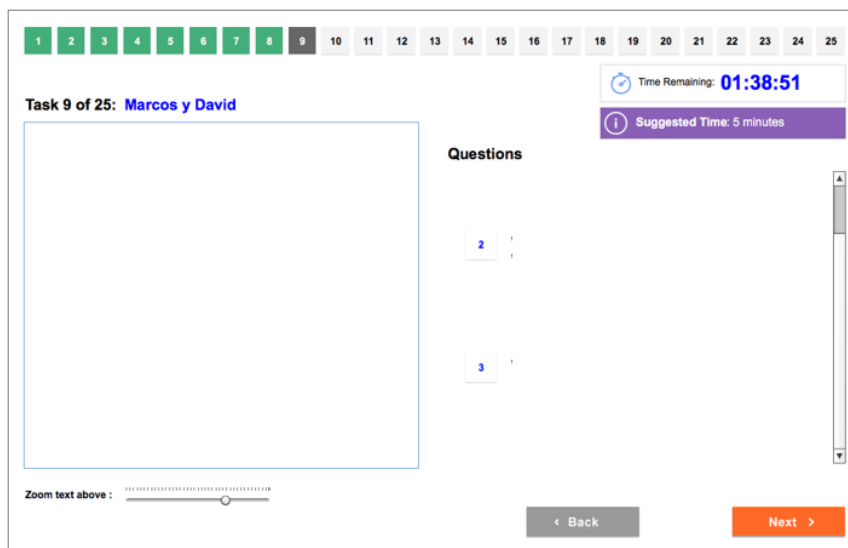 1 2 3 4 5 6 7 8 9 10 11 12 13 14 15 16 17 18 19 20 21 22 23 24 25
Time Remaining: 01:38:51
Task 9 of 25: Marcos y David
Suggested Time: 5 minutes
Questions
2
3
Zoom text above :
‹ Back
Next ›